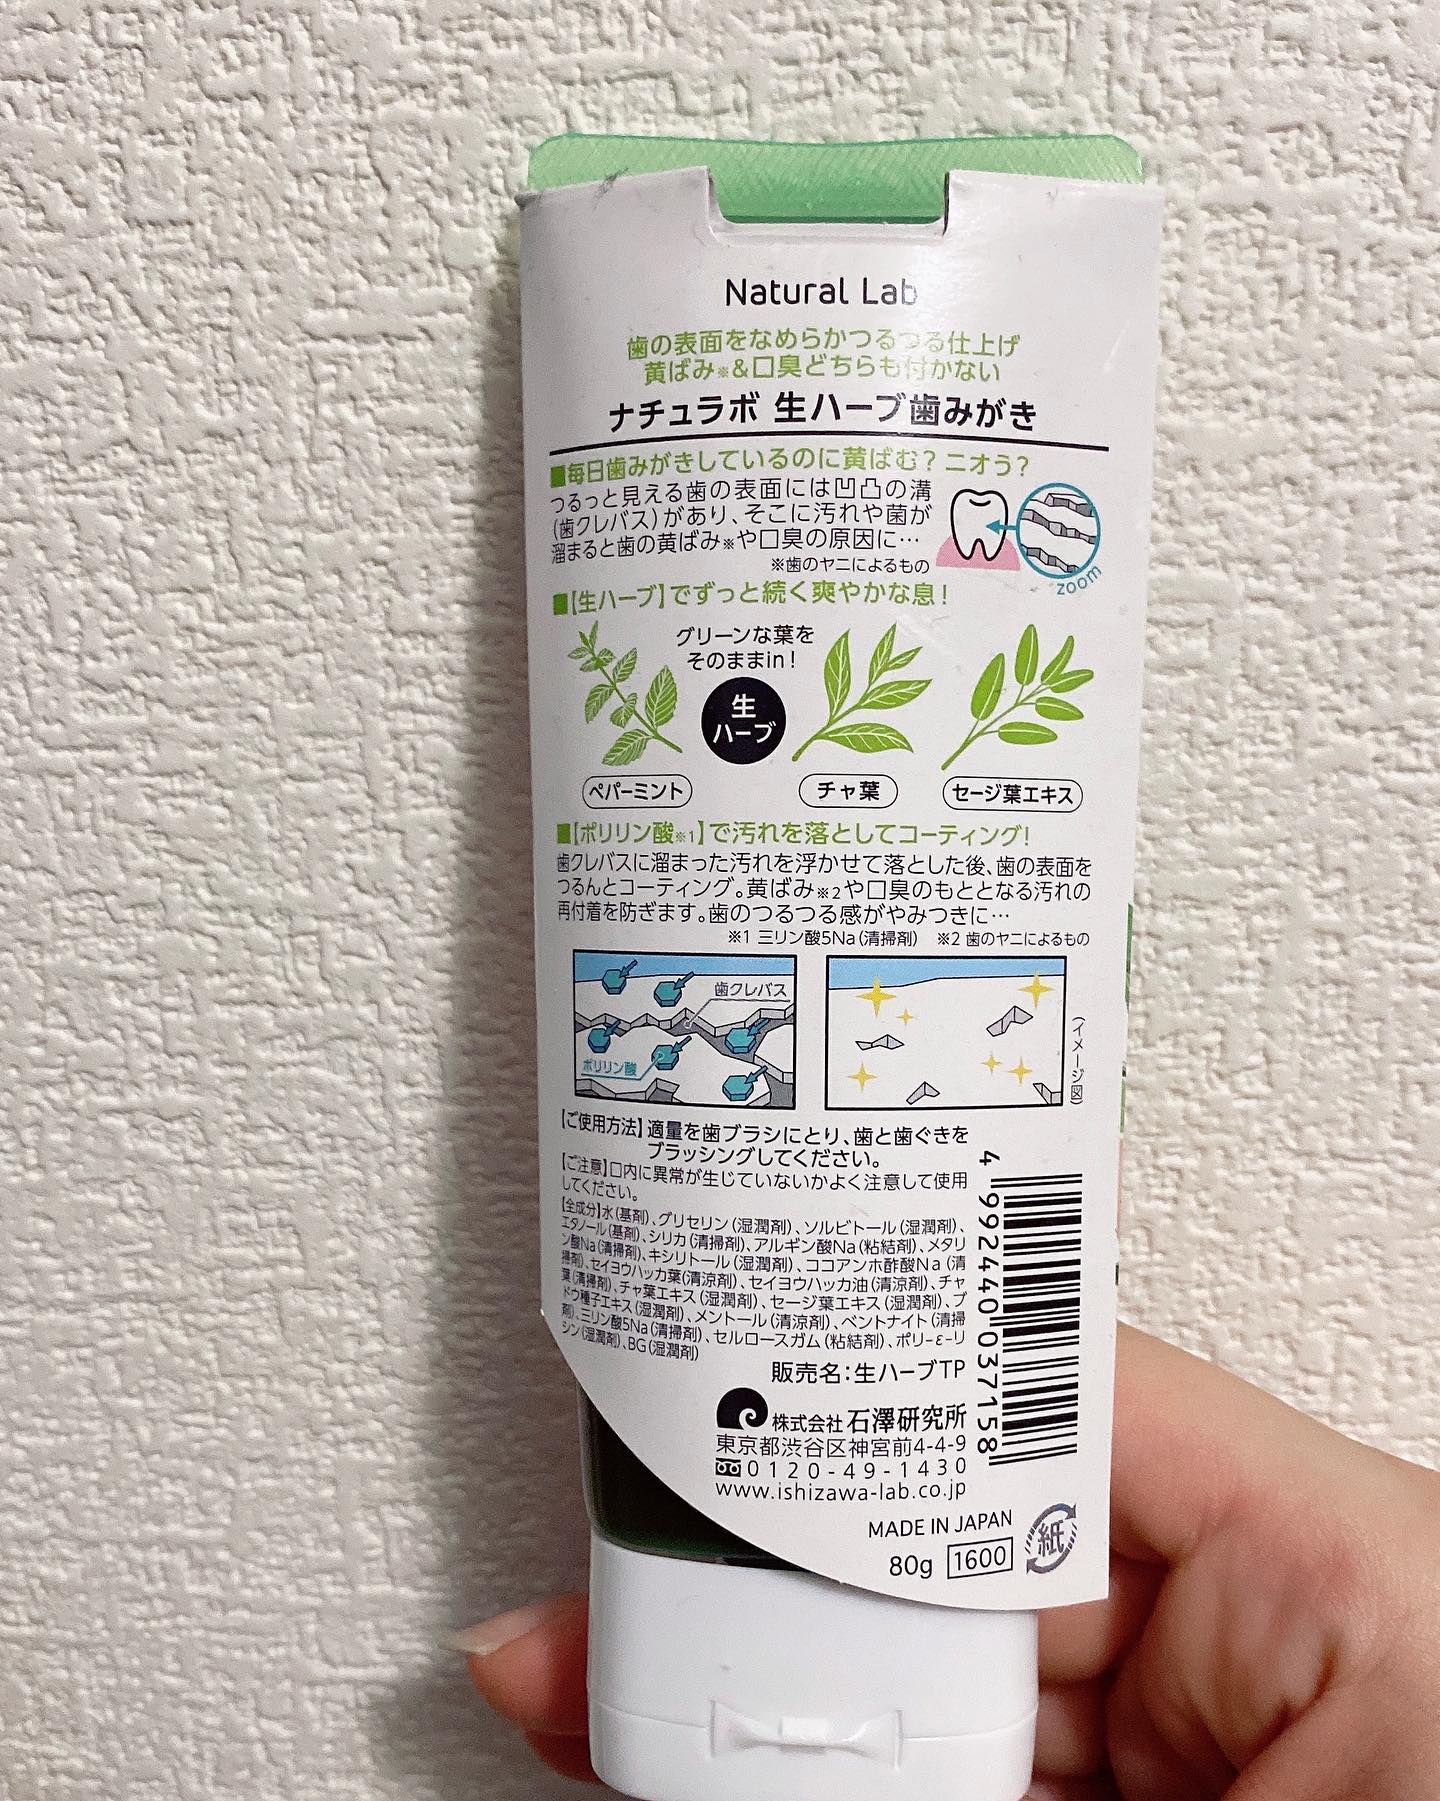 Natural Lab
歯の表面をなめらかつるつる仕上げ
黄ばみ※&口臭どちらも付かない
ナチュラボ 生ハーブ歯みがき
■毎日歯みがきしているのに黄ばむ？ニオう？
つるっと見える歯の表面には凹凸の溝
(歯クレバス)があり、そこに汚れや菌が
溜まると歯の黄ばみ※や口臭の原因に…
※歯のヤニによるもの
zoom
■【生ハーブ】でずっと続く爽やかな息！
グリーンな葉を
そのままin！
生
ハーブ
ペパーミント
チャ葉
セージ葉エキス
■【ポリリン酸※1】で汚れを落としてコーティング！
歯クレバスに溜まった汚れを浮かせて落とした後、歯の表面を
つるんとコーティング。黄ばみ※2や口臭のもととなる汚れの
再付着を防ぎます。歯のつるつる感がやみつきに…
※1 三リン酸5Na(清掃剤) ※2 歯のヤニによるもの
歯クレバス
ポリリン酸
(イメージ図)
【ご使用方法】適量を歯ブラシにとり、歯と歯ぐきを
ブラッシングしてください。
【ご注意】口内に異常が生じていないかよく注意して使用
してください。
【全成分】水(基剤)、グリセリン(湿潤剤)、ソルビトール(湿潤剤)、
エタノール(基剤)、シリカ(清掃剤)、アルギン酸Na(粘結剤)、メタリ
ン酸Na(清掃剤)、キシリトール(湿潤剤)、ココアンホ酢酸Na(清
掃剤)、セイヨウハッカ葉(清涼剤)、セイヨウハッカ油(清涼剤)、チャ
葉(清掃剤)、チャ葉エキス(湿潤剤)、セージ葉エキス(湿潤剤)、ブ
ドウ種子エキス(湿潤剤)、メントール(清涼剤)、ベントナイト(清掃
剤)、三リン酸5Na(清掃剤)、セルロースガム(粘結剤)、ポリ-ε-リ
シン(湿潤剤)、BG(湿潤剤)
4 992440 037158
販売名：生ハーブTP
株式会社 石澤研究所
東京都渋谷区神宮前4-4-9
0120-49-1430
www.ishizawa-lab.co.jp
MADE IN JAPAN
80g 1600
紙